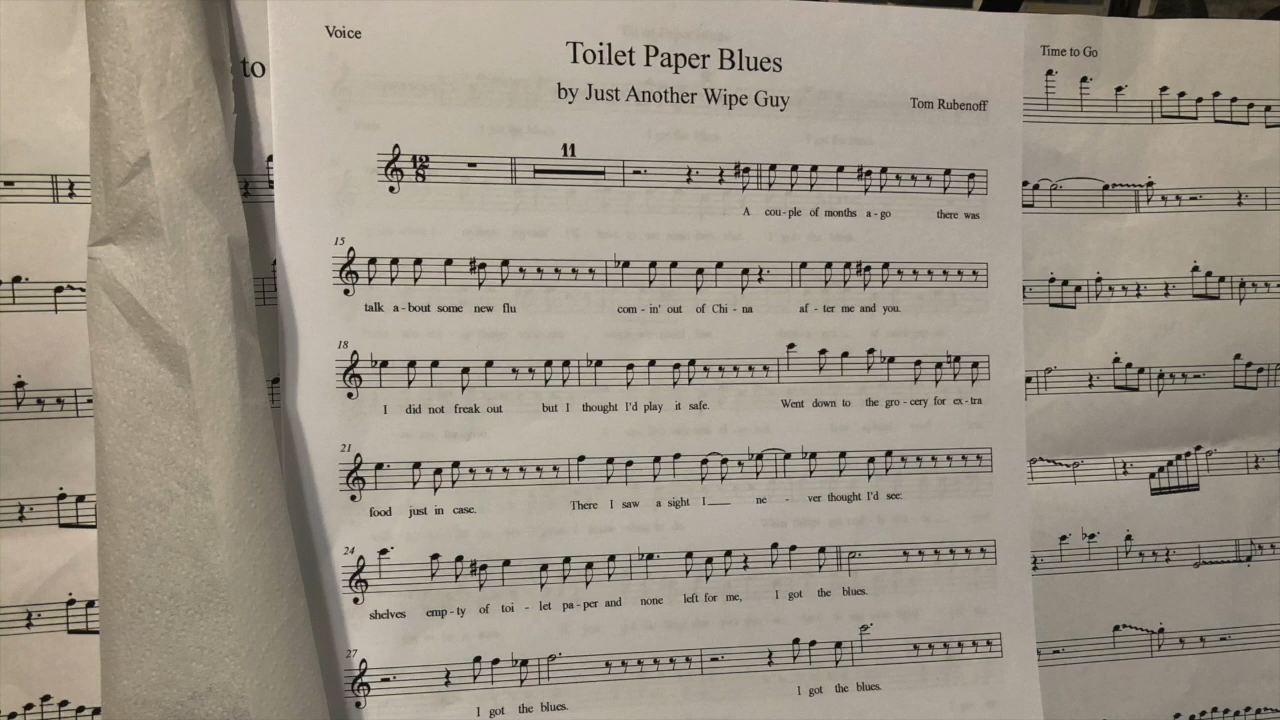 to
Voice
Toilet Paper Blues
by Just Another Wipe Guy
Tom Rubenoff
Time to Go
12
8
11
A cou-ple of months a-go there was
15
talk a-bout some new flu com-in' out of Chi-na af-ter me and you.
18
I did not freak out but I thought I'd play it safe. Went down to the gro-cery for ex-tra
21
food just in case. There I saw a sight I___ ne - ver thought I'd see:
24
shelves emp-ty of toi - let pa-per and none left for me, I got the blues.
27
I got the blues. I got the blues.